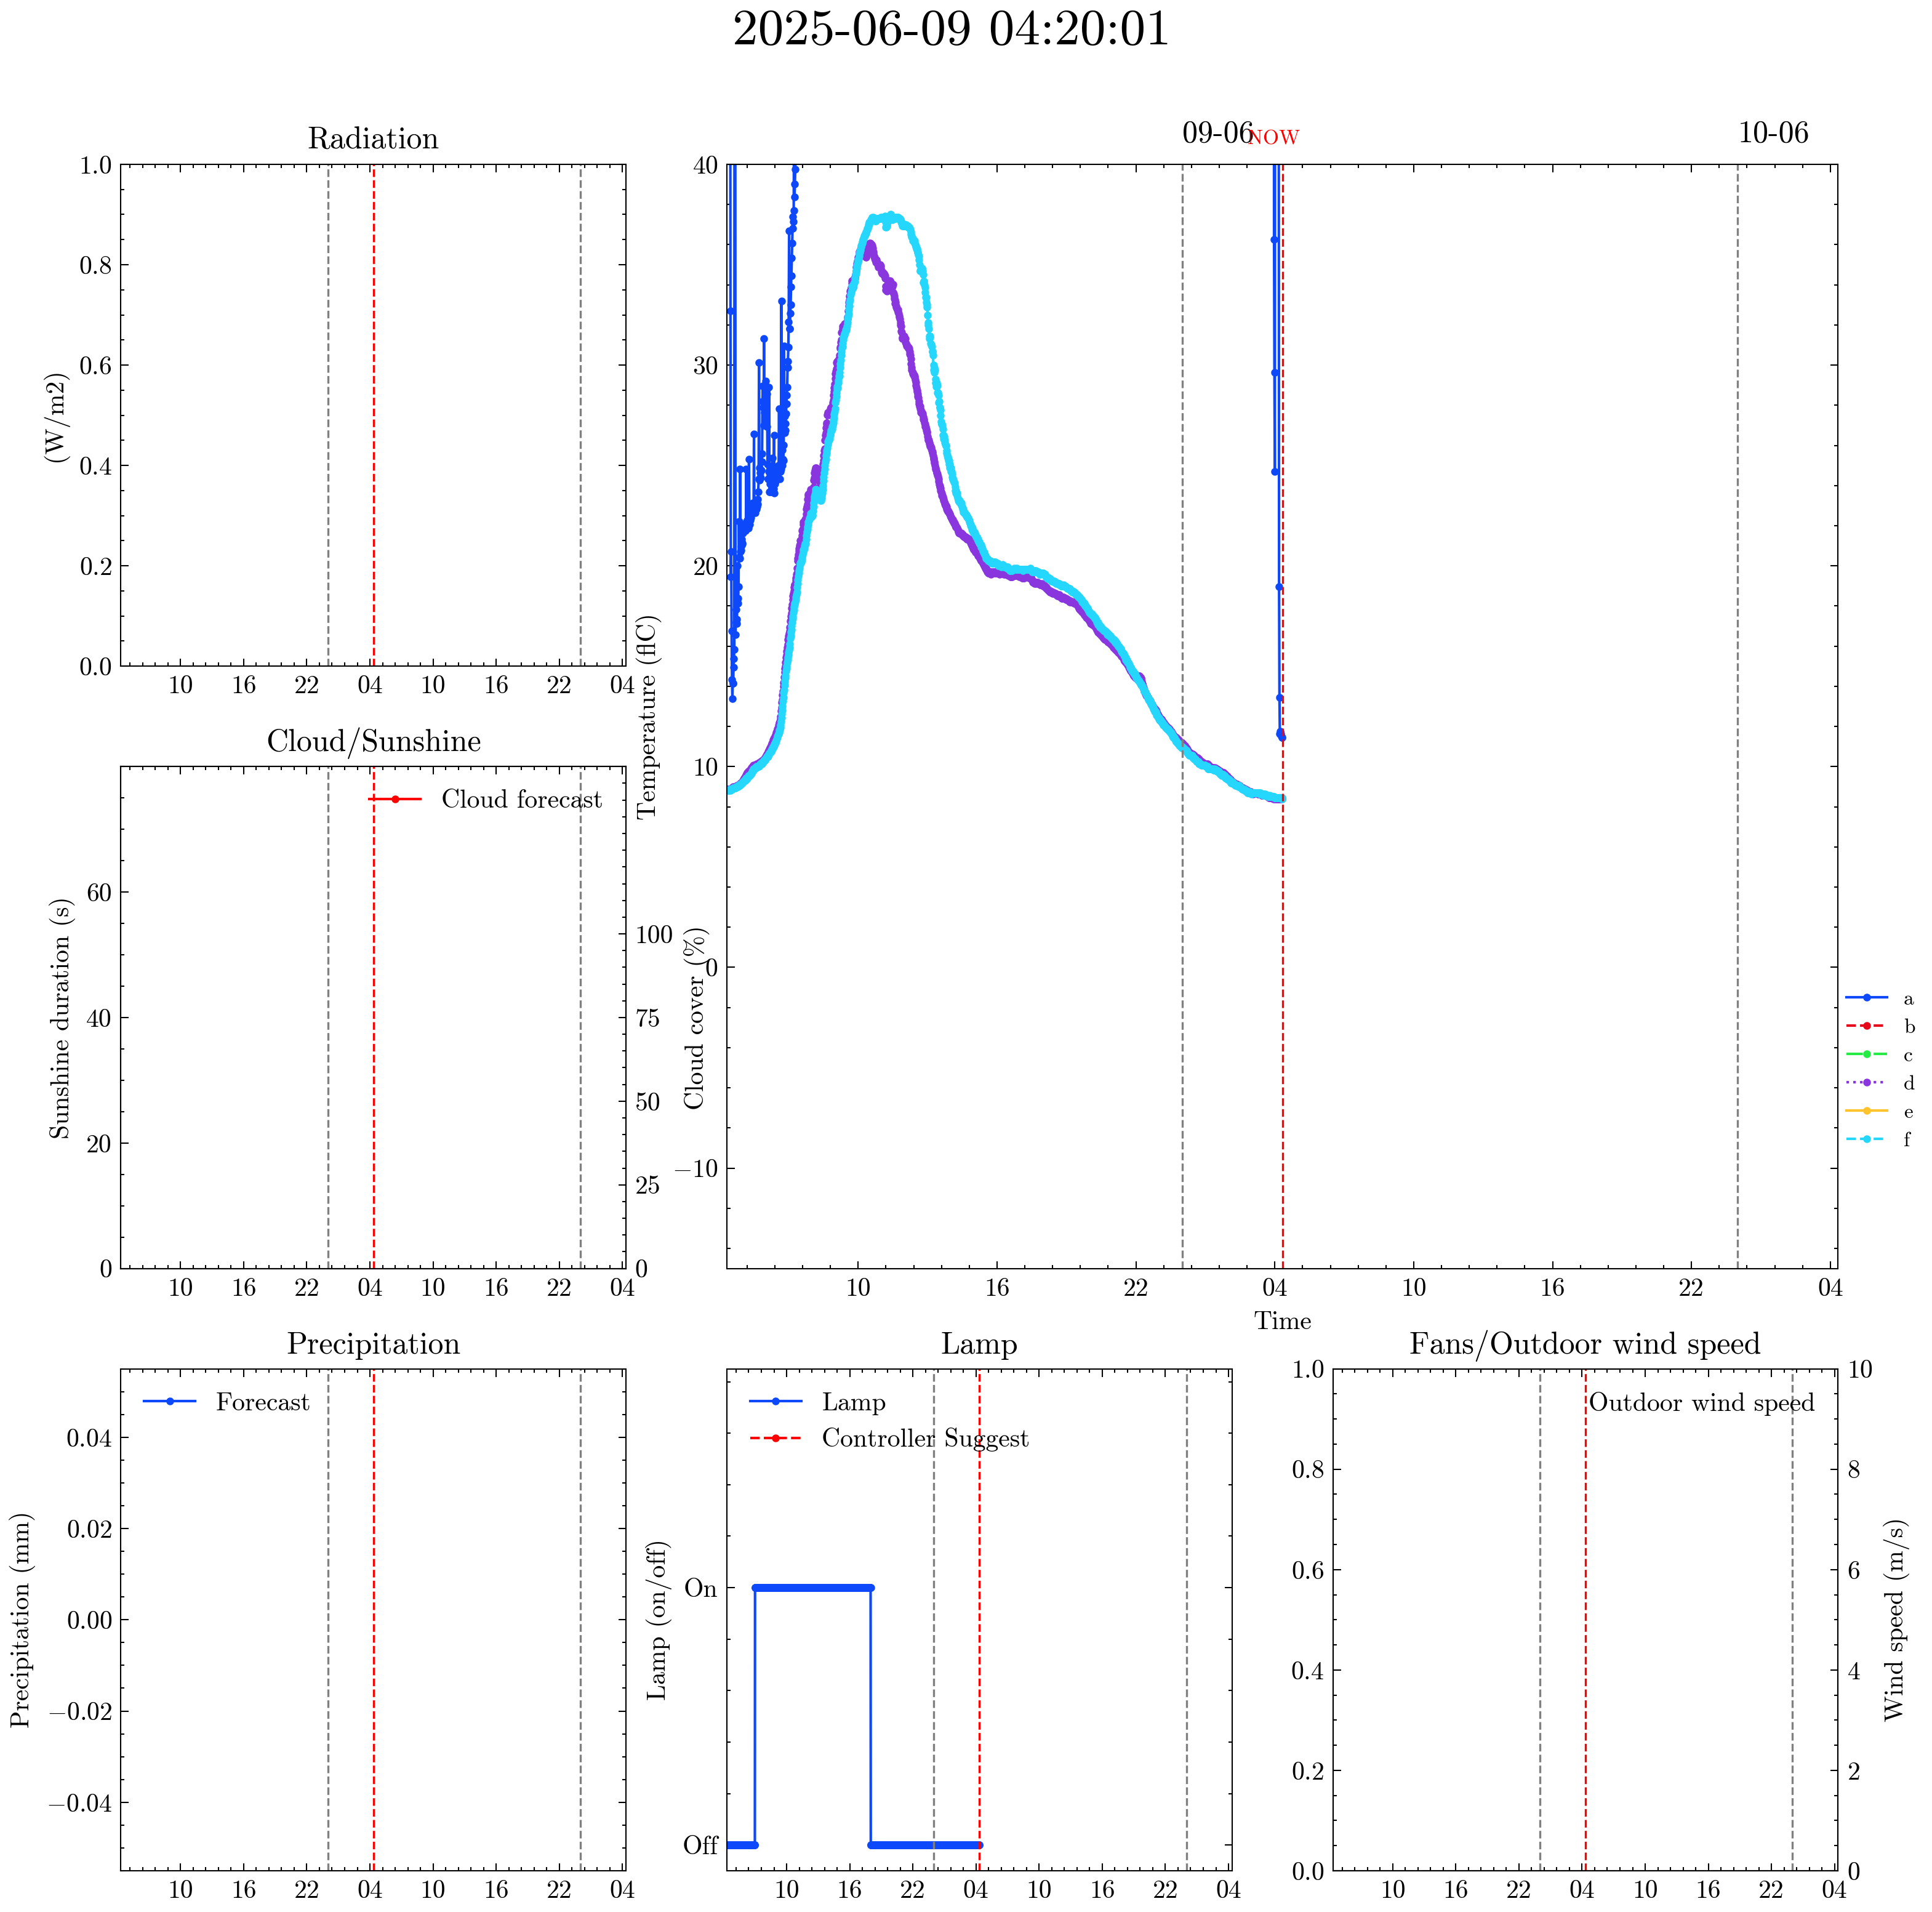 2025-06-09 04:20:01
Radiation
1.0
0.8
0.6
0.4
0.2
0.0
(W/m2)
10 16 22 04 10 16 22 04
Cloud/Sunshine
Cloud forecast
60
40
20
0
Sunshine duration (s)
100
75
50
25
0
Cloud cover (%)
10 16 22 04 10 16 22 04
09-06
NOW
10-06
40
30
20
10
0
−10
Temperature (flC)
10 16 22 04 10 16 22 04
Time
a
b
c
d
e
f
Precipitation
Forecast
0.04
0.02
0.00
−0.02
−0.04
Precipitation (mm)
10 16 22 04 10 16 22 04
Lamp
Lamp
Controller Suggest
On
Off
Lamp (on/off)
10 16 22 04 10 16 22 04
Fans/Outdoor wind speed
Outdoor wind speed
1.0
0.8
0.6
0.4
0.2
0.0
10
8
6
4
2
0
Wind speed (m/s)
10 16 22 04 10 16 22 04